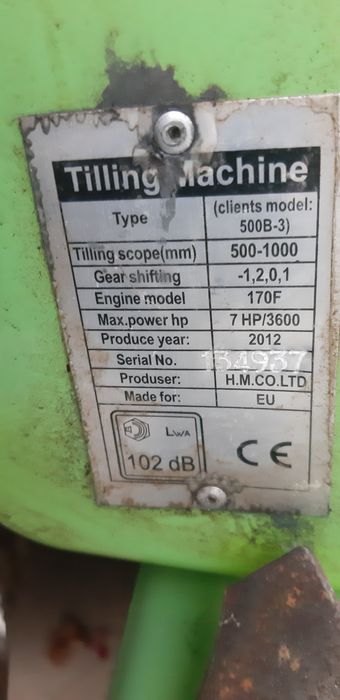 Tilling Machine
Type (clients model: 500B-3)
Tilling scope(mm) 500-1000
Gear shifting -1,2,0,1
Engine model 170F
Max.power hp 7 HP/3600
Produce year: 2012
Serial No. 134937
Produser: H.M.CO.LTD
Made for: EU
LWA
102 dB
CE